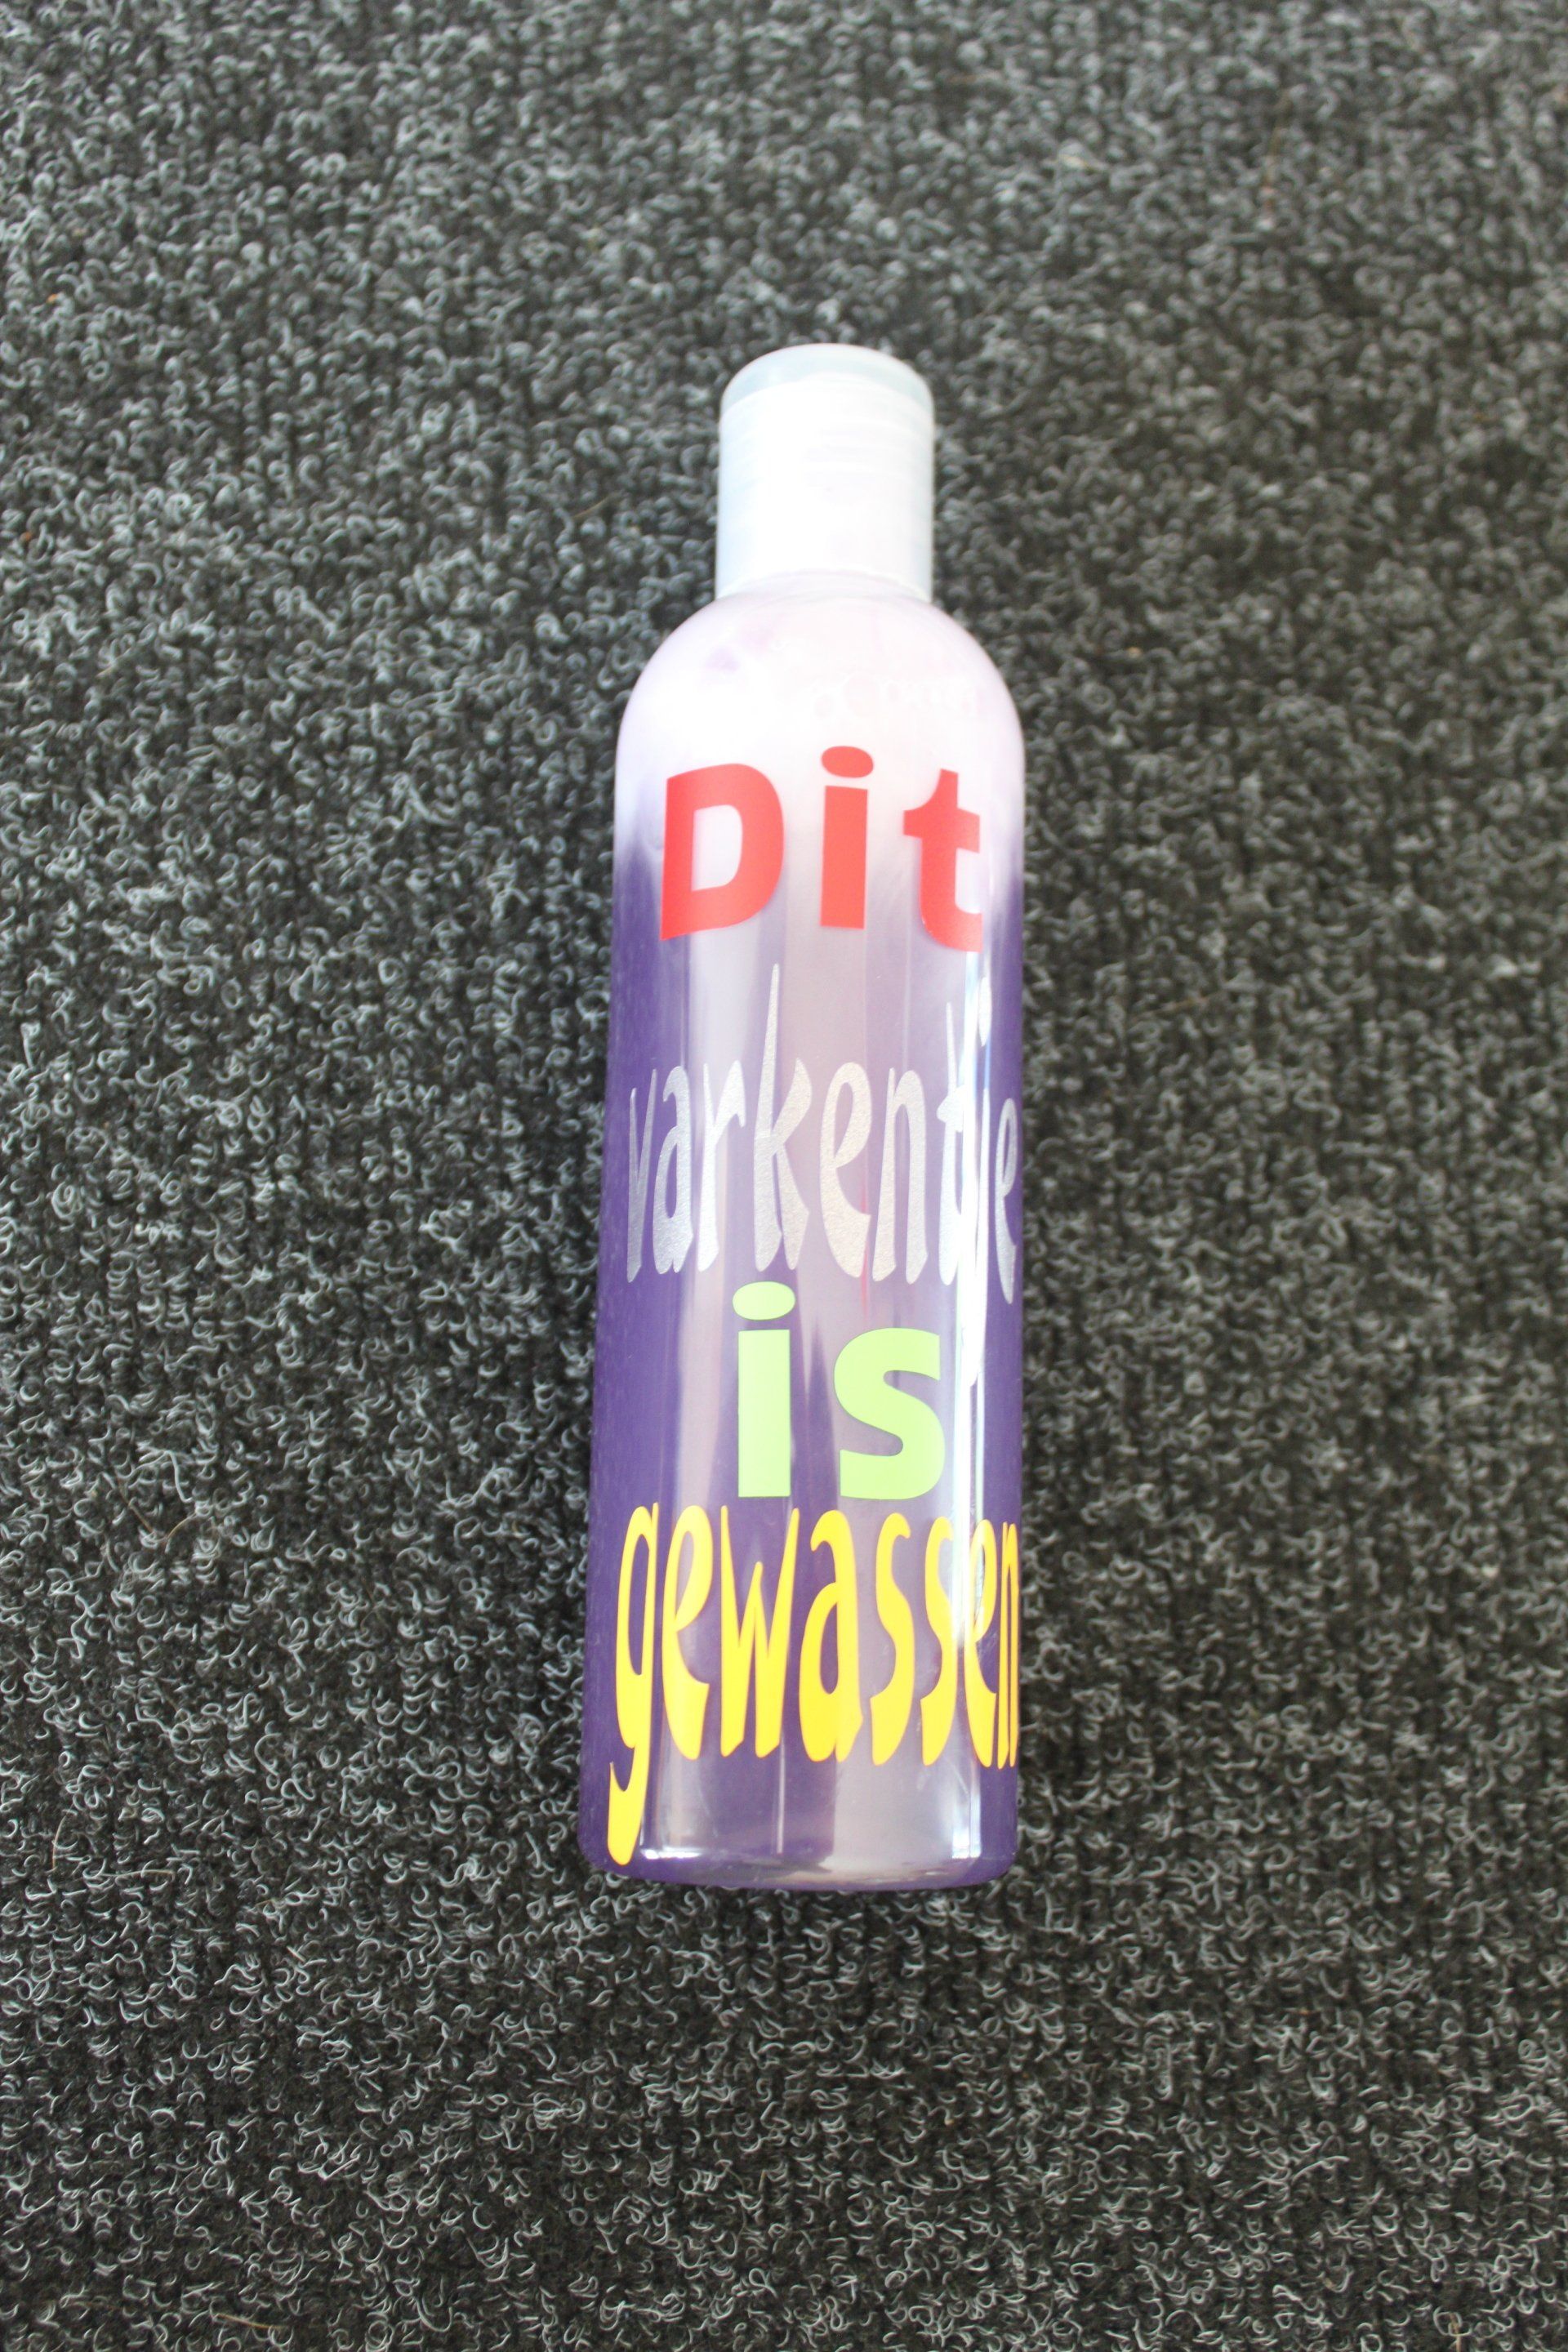 Dit
varkentje
is
gewassen